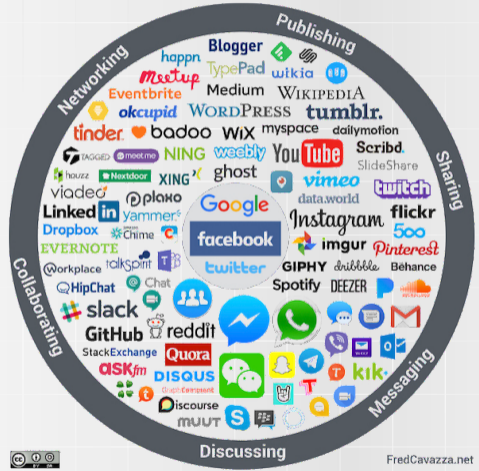 Publishing
Networking
Sharing
Collaborating
Messaging
Discussing
Blogger
happn
TypePad
wikia
meetup
Medium
WIKIPEDIA
Eventbrite
okcupid
WORDPRESS
tumblr.
tinder
badoo
WiX
myspace
dailymotion
TAGGED
meetme
NING
weebly
YouTube
Scribd.
SlideShare
houzz
Nextdoor
XING
ghost
vimeo
twitch
viadeo
plaxo
Google
data.world
LinkedIn
yammer
Instagram
flickr
Dropbox
Chime
facebook
imgur
500
Pinterest
EVERNOTE
talkspirit
twitter
GIPHY
dribbble
Behance
workplace
Chat
Spotify
DEEZER
HipChat
slack
GitHub
reddit
StackExchange
Quora
askfm
DISQUS
kik
Discourse
MUUT
cc
BY
FredCavazza.net